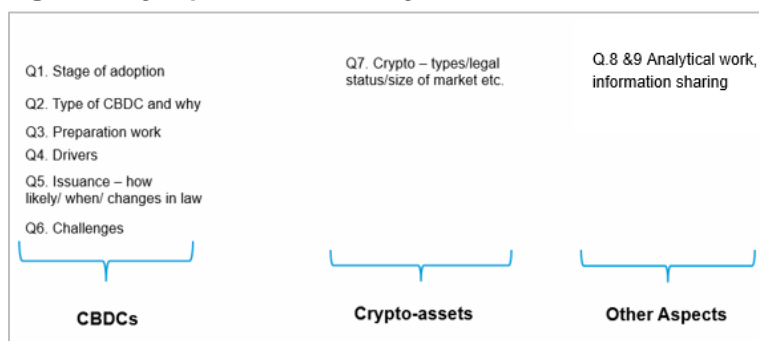 Q1. Stage of adoption
Q2. Type of CBDC and why
Q3. Preparation work
Q4. Drivers
Q5. Issuance – how
likely/ when/ changes in law
Q6. Challenges
CBDCs
Q7. Crypto – types/legal
status/size of market etc.
Crypto-assets
Q.8 &9 Analytical work,
information sharing
Other Aspects